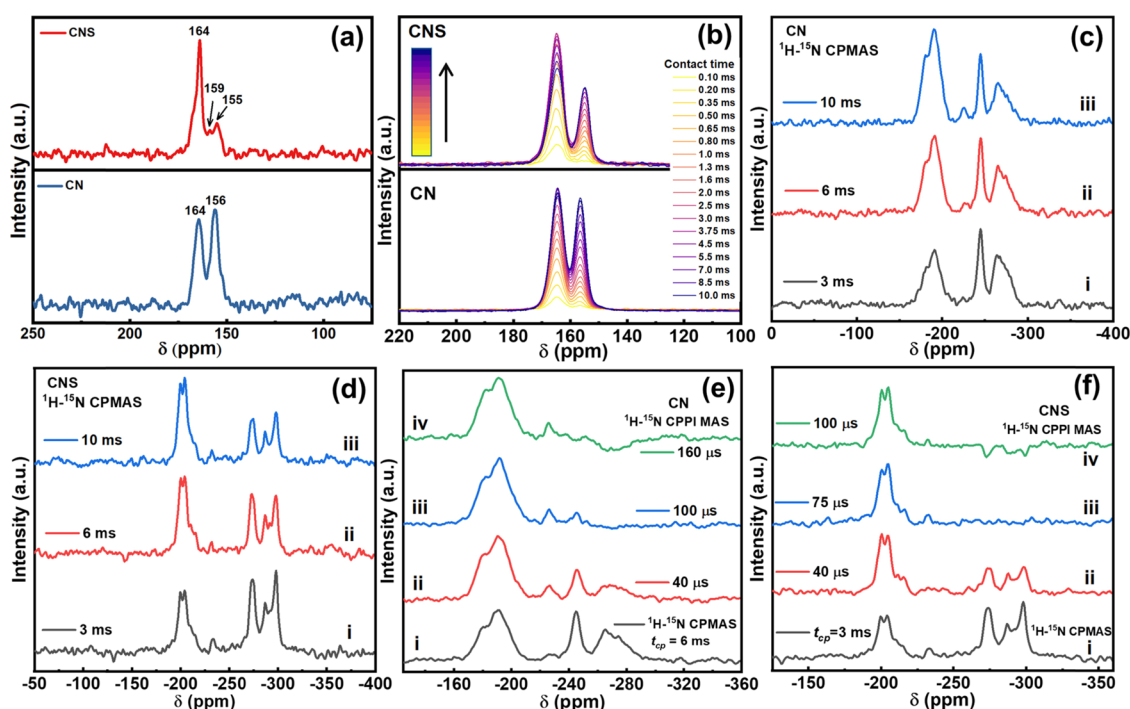 (a)
CNS
164
159
155
CN
164
156
Intensity (a.u.)
250 200 150 100
δ (ppm)
(b)
CNS
Contact time
0.10 ms
0.20 ms
0.35 ms
0.50 ms
0.65 ms
0.80 ms
1.0 ms
1.3 ms
1.6 ms
2.0 ms
2.5 ms
3.0 ms
3.75 ms
4.5 ms
5.5 ms
7.0 ms
8.5 ms
10.0 ms
CN
Intensity (a.u.)
220 200 180 160 140 120 100
δ (ppm)
(c)
CN
¹H-¹⁵N CPMAS
10 ms
iii
6 ms
ii
3 ms
i
Intensity (a.u.)
0 -100 -200 -300 -400
δ (ppm)
(d)
CNS
¹H-¹⁵N CPMAS
10 ms
iii
6 ms
ii
3 ms
i
Intensity (a.u.)
-50 -100 -150 -200 -250 -300 -350 -400
δ (ppm)
(e)
CN
¹H-¹⁵N CPPI MAS
iv
160 µs
iii
100 µs
ii
40 µs
i
¹H-¹⁵N CPMAS
tcp = 6 ms
Intensity (a.u.)
-160 -200 -240 -280 -320 -360
δ (ppm)
(f)
CNS
¹H-¹⁵N CPPI MAS
100 µs
iv
75 µs
iii
40 µs
ii
tcp=3 ms
¹H-¹⁵N CPMAS
i
Intensity (a.u.)
-150 -200 -250 -300 -350
δ (ppm)